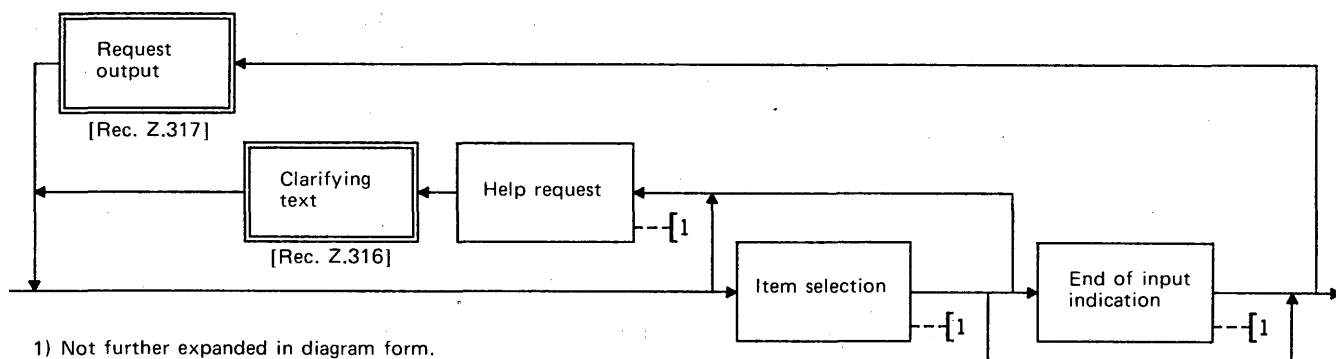 Request
output
[Rec. Z.317]
Clarifying
text
[Rec. Z.316]
Help request
1
Item selection
1
End of input
indication
1
1) Not further expanded in diagram form.